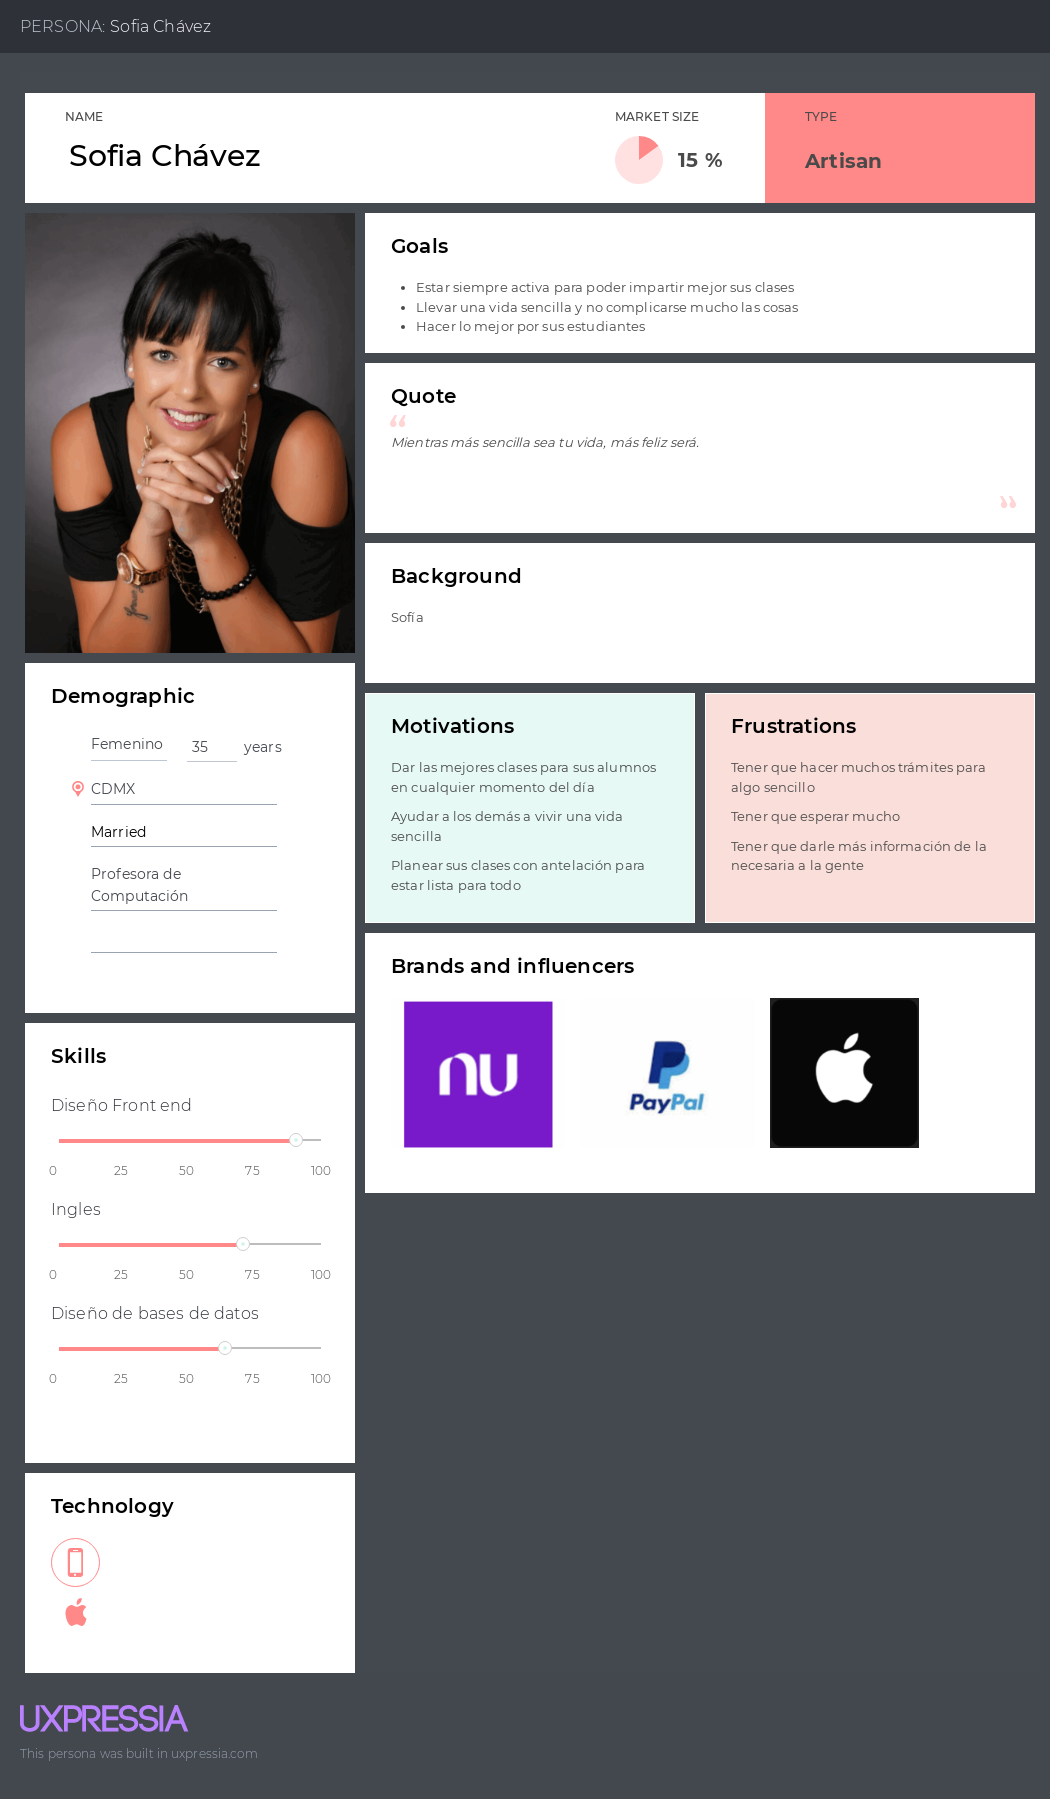 PERSONA: Sofia Chávez
NAME
Sofia Chávez
MARKET SIZE
15 %
TYPE
Artisan
Goals
Estar siempre activa para poder impartir mejor sus clases
Llevar una vida sencilla y no complicarse mucho las cosas
Hacer lo mejor por sus estudiantes
Quote
“
Mientras más sencilla sea tu vida, más feliz será.
”
Background
Sofía
Demographic
Femenino
35 years
CDMX
Married
Profesora de
Computación
Motivations
Dar las mejores clases para sus alumnos
en cualquier momento del día
Ayudar a los demás a vivir una vida
sencilla
Planear sus clases con antelación para
estar lista para todo
Frustrations
Tener que hacer muchos trámites para
algo sencillo
Tener que esperar mucho
Tener que darle más información de la
necesaria a la gente
Brands and influencers
nu
PayPal
Skills
Diseño Front end
0 25 50 75 100
Ingles
0 25 50 75 100
Diseño de bases de datos
0 25 50 75 100
Technology
UXPRESSIA
This persona was built in uxpressia.com